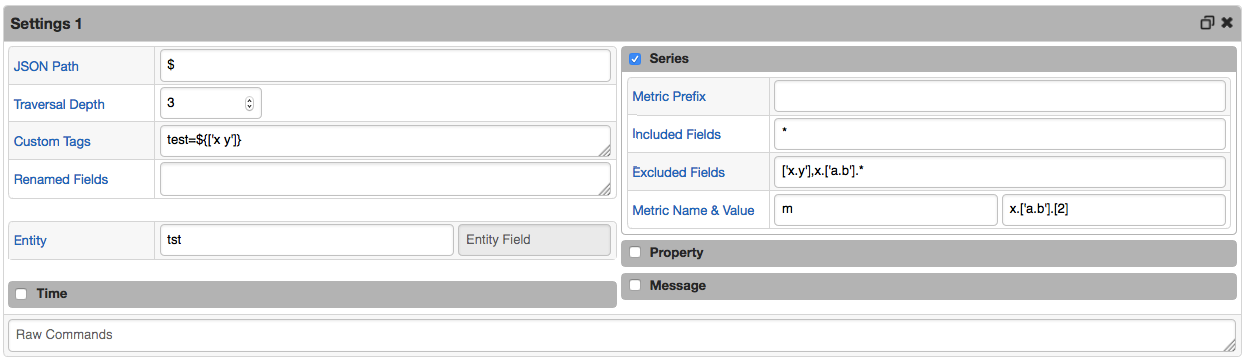 Settings 1
JSON Path
$
Traversal Depth
3
Custom Tags
test=${['x y']}
Renamed Fields
Entity
tst
Entity Field
Time
Series
Metric Prefix
Included Fields
*
Excluded Fields
['x.y'],x.['a.b'].*
Metric Name & Value
m
x.['a.b'].[2]
Property
Message
Raw Commands